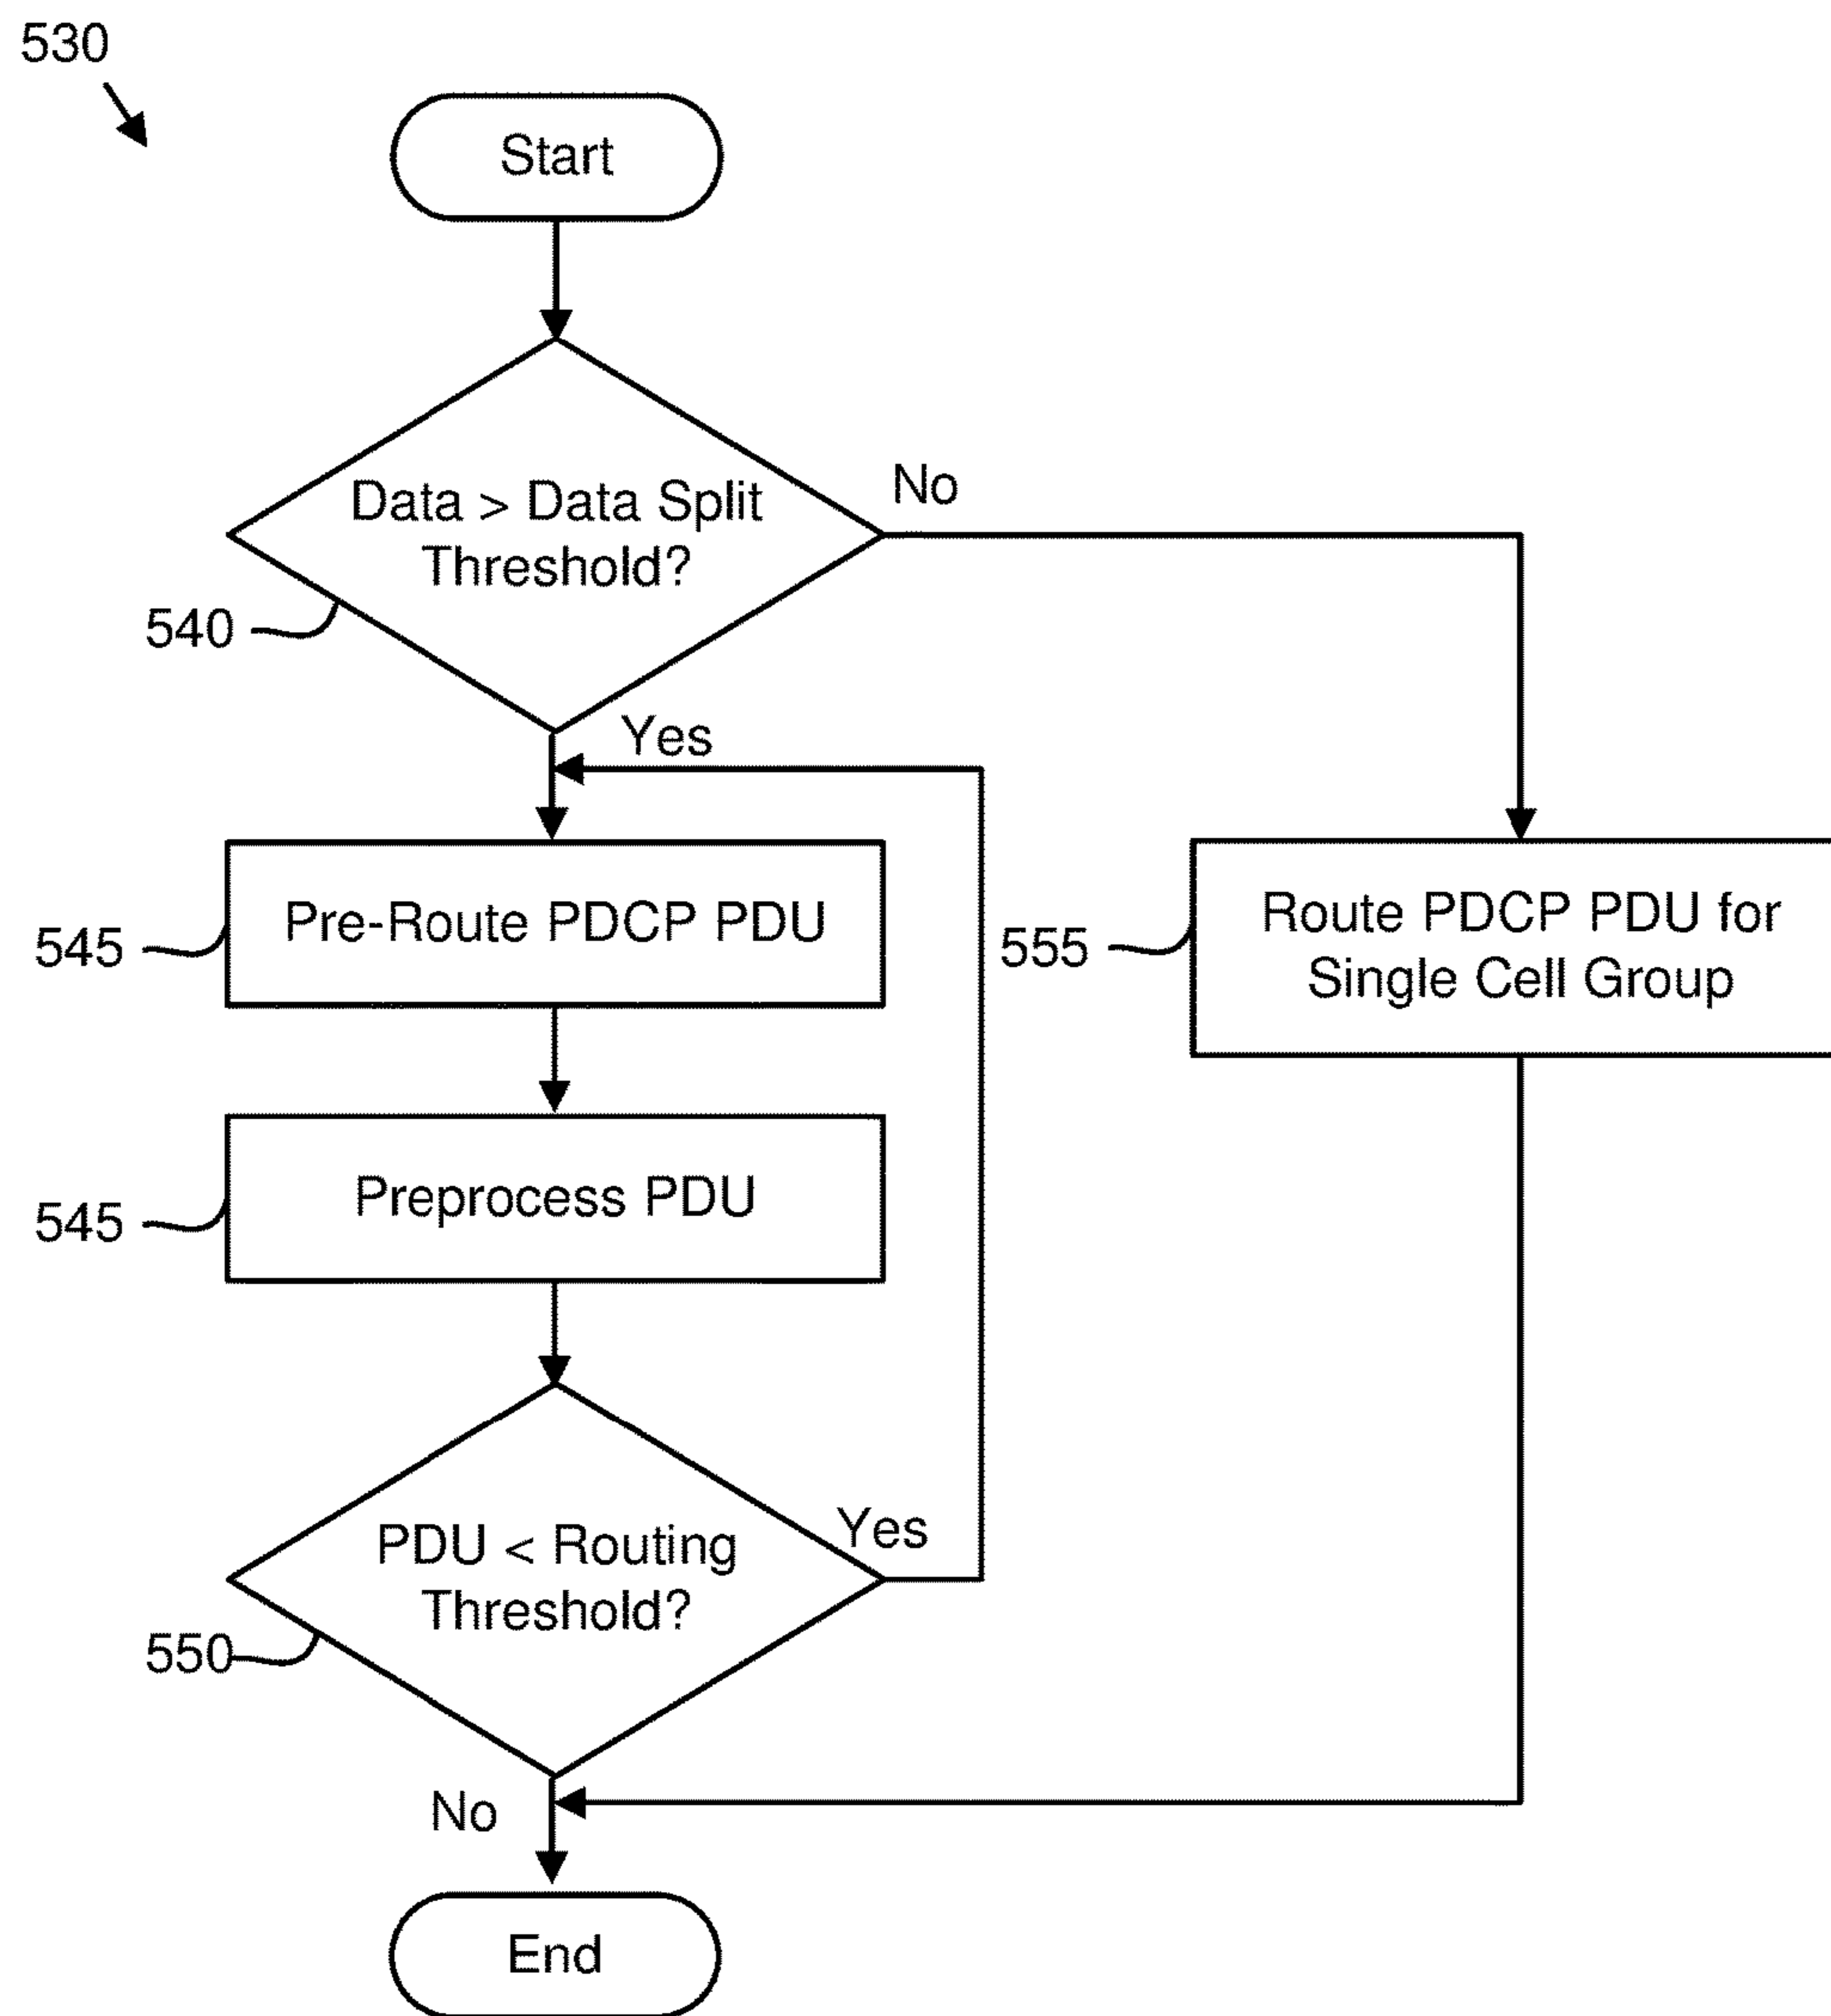 530
Start
Data > Data Split
Threshold?
No
540
Yes
Pre-Route PDCP PDU
545
555
Route PDCP PDU for
Single Cell Group
Preprocess PDU
545
PDU < Routing
Threshold?
Yes
550
No
End